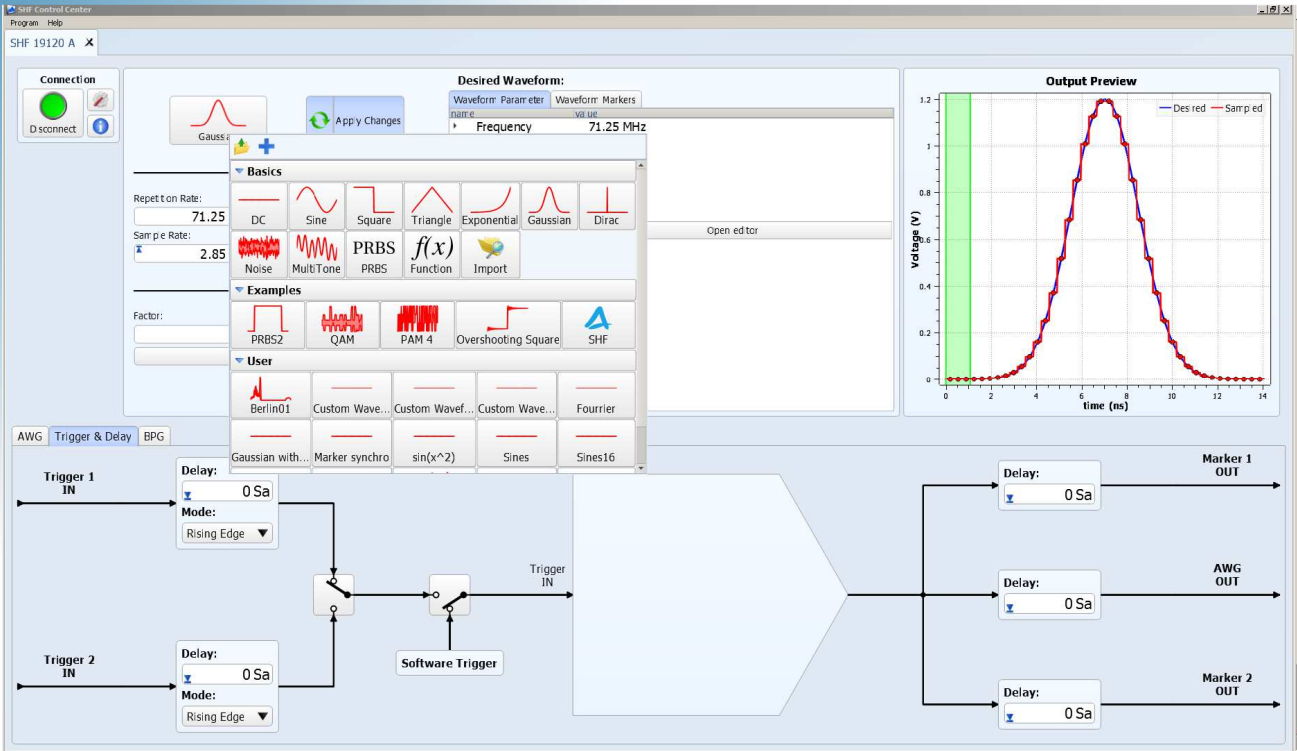 SHF Control Center
Program Help
SHF 19120 A
Connection
Disconnect
Gaussia
Apply Changes
Desired Waveform:
Waveform Parameter Waveform Markers
name value
Frequency 71.25 MHz
Repetition Rate:
71.25
Sample Rate:
2.85
Factor:
Open editor
Basics
DC Sine Square Triangle Exponential Gaussian Dirac
PRBS f(x)
Noise MultiTone PRBS Function Import
Examples
PRBS2 QAM PAM 4 Overshooting Square SHF
User
Berlin01 Custom Wave... Custom Wavef... Custom Wave... Fourrier
Gaussian with... Marker synchro sin(x^2) Sines Sines16
Output Preview
Desired Sampled
Voltage (V)
1.2
1
0.8
0.6
0.4
0.2
0
0 2 4 6 8 10 12 14
time (ns)
AWG Trigger & Delay BPG
Trigger 1
IN
Delay:
0 Sa
Mode:
Rising Edge
Trigger 2
IN
Delay:
0 Sa
Mode:
Rising Edge
Software Trigger
Trigger
IN
Delay:
0 Sa
Marker 1
OUT
Delay:
0 Sa
AWG
OUT
Delay:
0 Sa
Marker 2
OUT